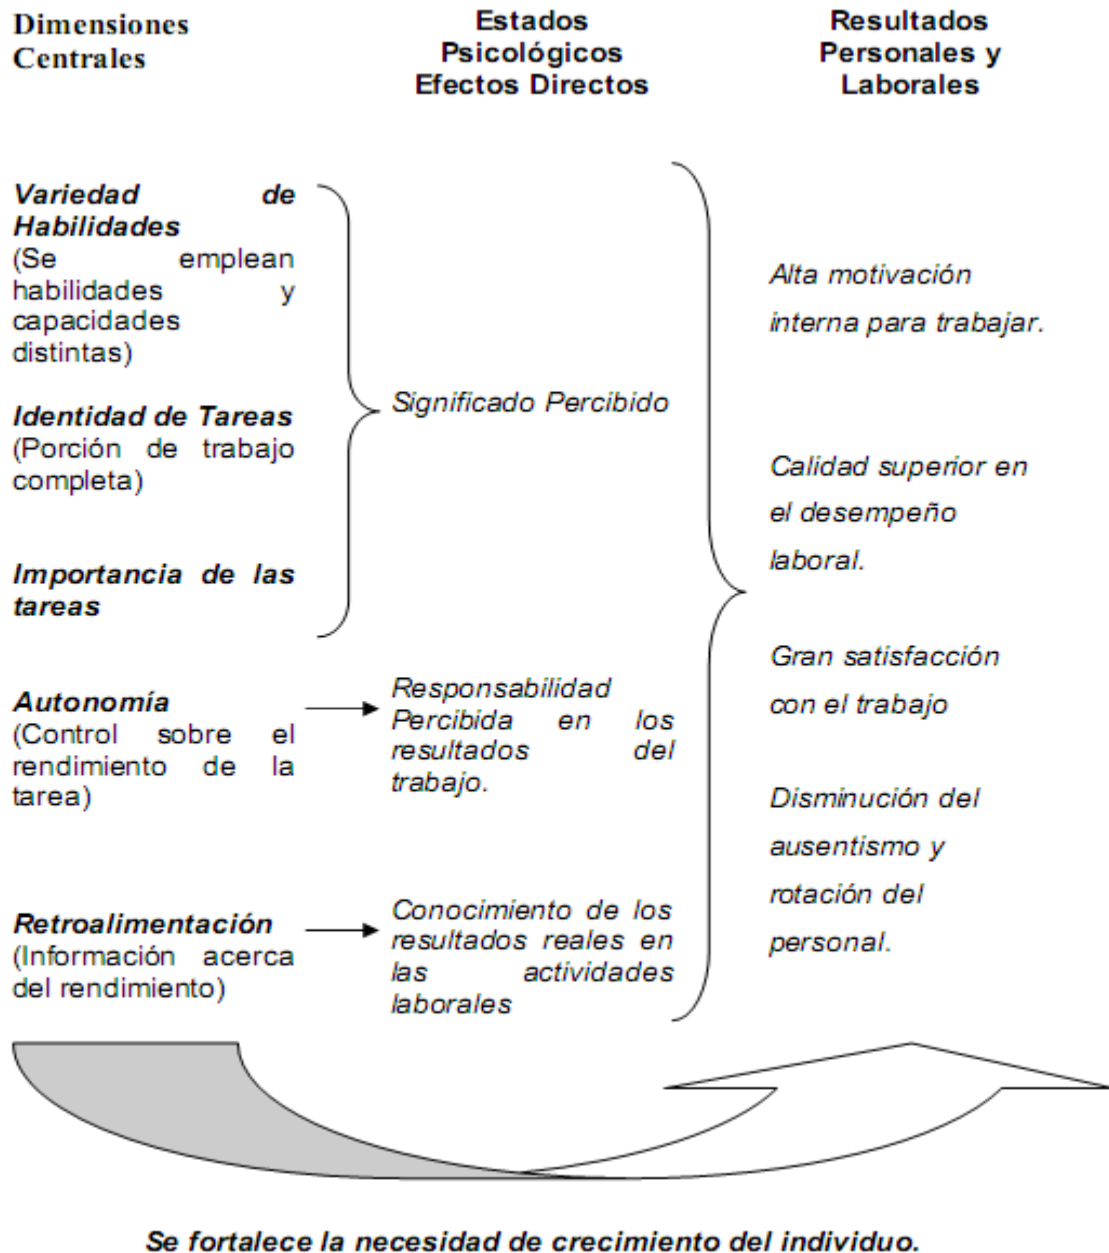 Dimensiones
Centrales
Estados
Psicológicos
Efectos Directos
Resultados
Personales y
Laborales
Variedad de
Habilidades
(Se emplean
habilidades y
capacidades
distintas)
Identidad de Tareas
(Porción de trabajo
completa)
Importancia de las
tareas
Autonomía
(Control sobre el
rendimiento de la
tarea)
Retroalimentación
(Información acerca
del rendimiento)
Significado Percibido
Responsabilidad
Percibida en los
resultados del
trabajo.
Conocimiento de los
resultados reales en
las actividades
laborales
Alta motivación
interna para trabajar.
Calidad superior en
el desempeño
laboral.
Gran satisfacción
con el trabajo
Disminución del
ausentismo y
rotación del
personal.
Se fortalece la necesidad de crecimiento del individuo.